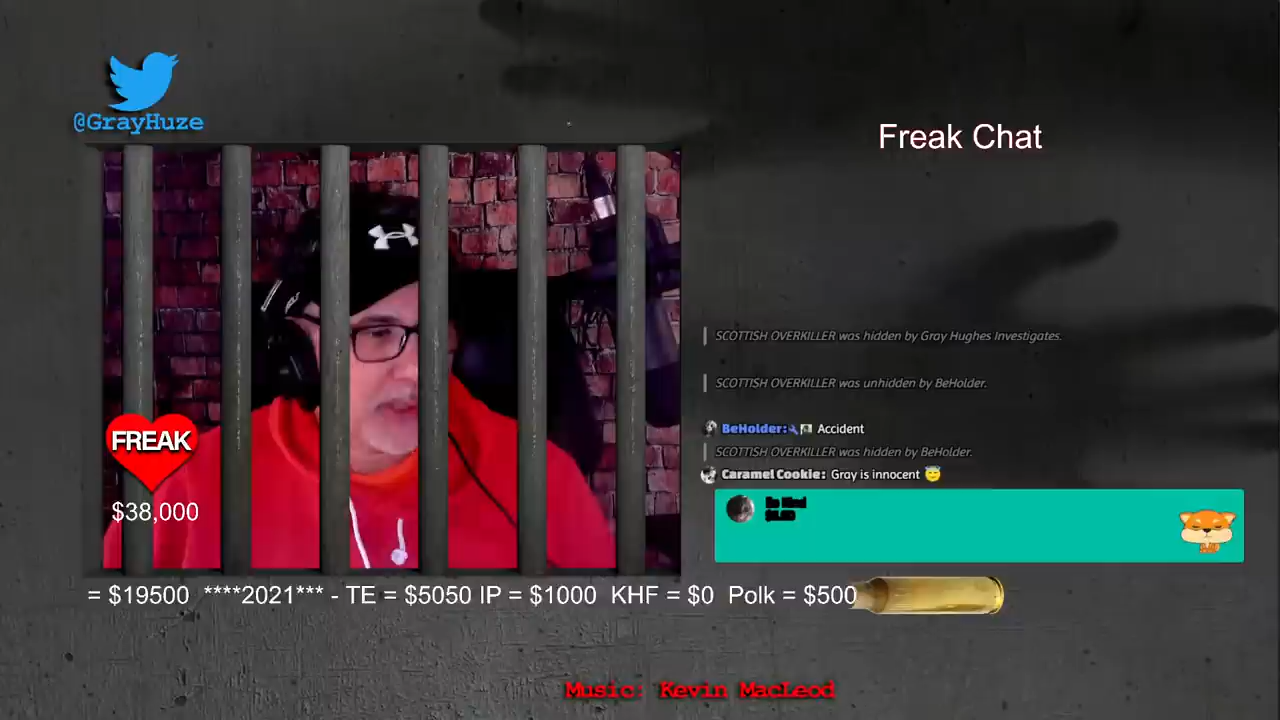 @GrayHuze
Freak Chat
SCOTTISH OVERKILLER was hidden by Gray Hughes Investigates.
SCOTTISH OVERKILLER was unhidden by BeHolder.
BeHolder: Accident
SCOTTISH OVERKILLER was hidden by BeHolder.
Caramel Cookie: Gray is innocent 😇
FREAK
$38,000
= $19500 ****2021*** - TE = $5050 IP = $1000 KHF = $0 Polk = $500
Music: Kevin MacLeod